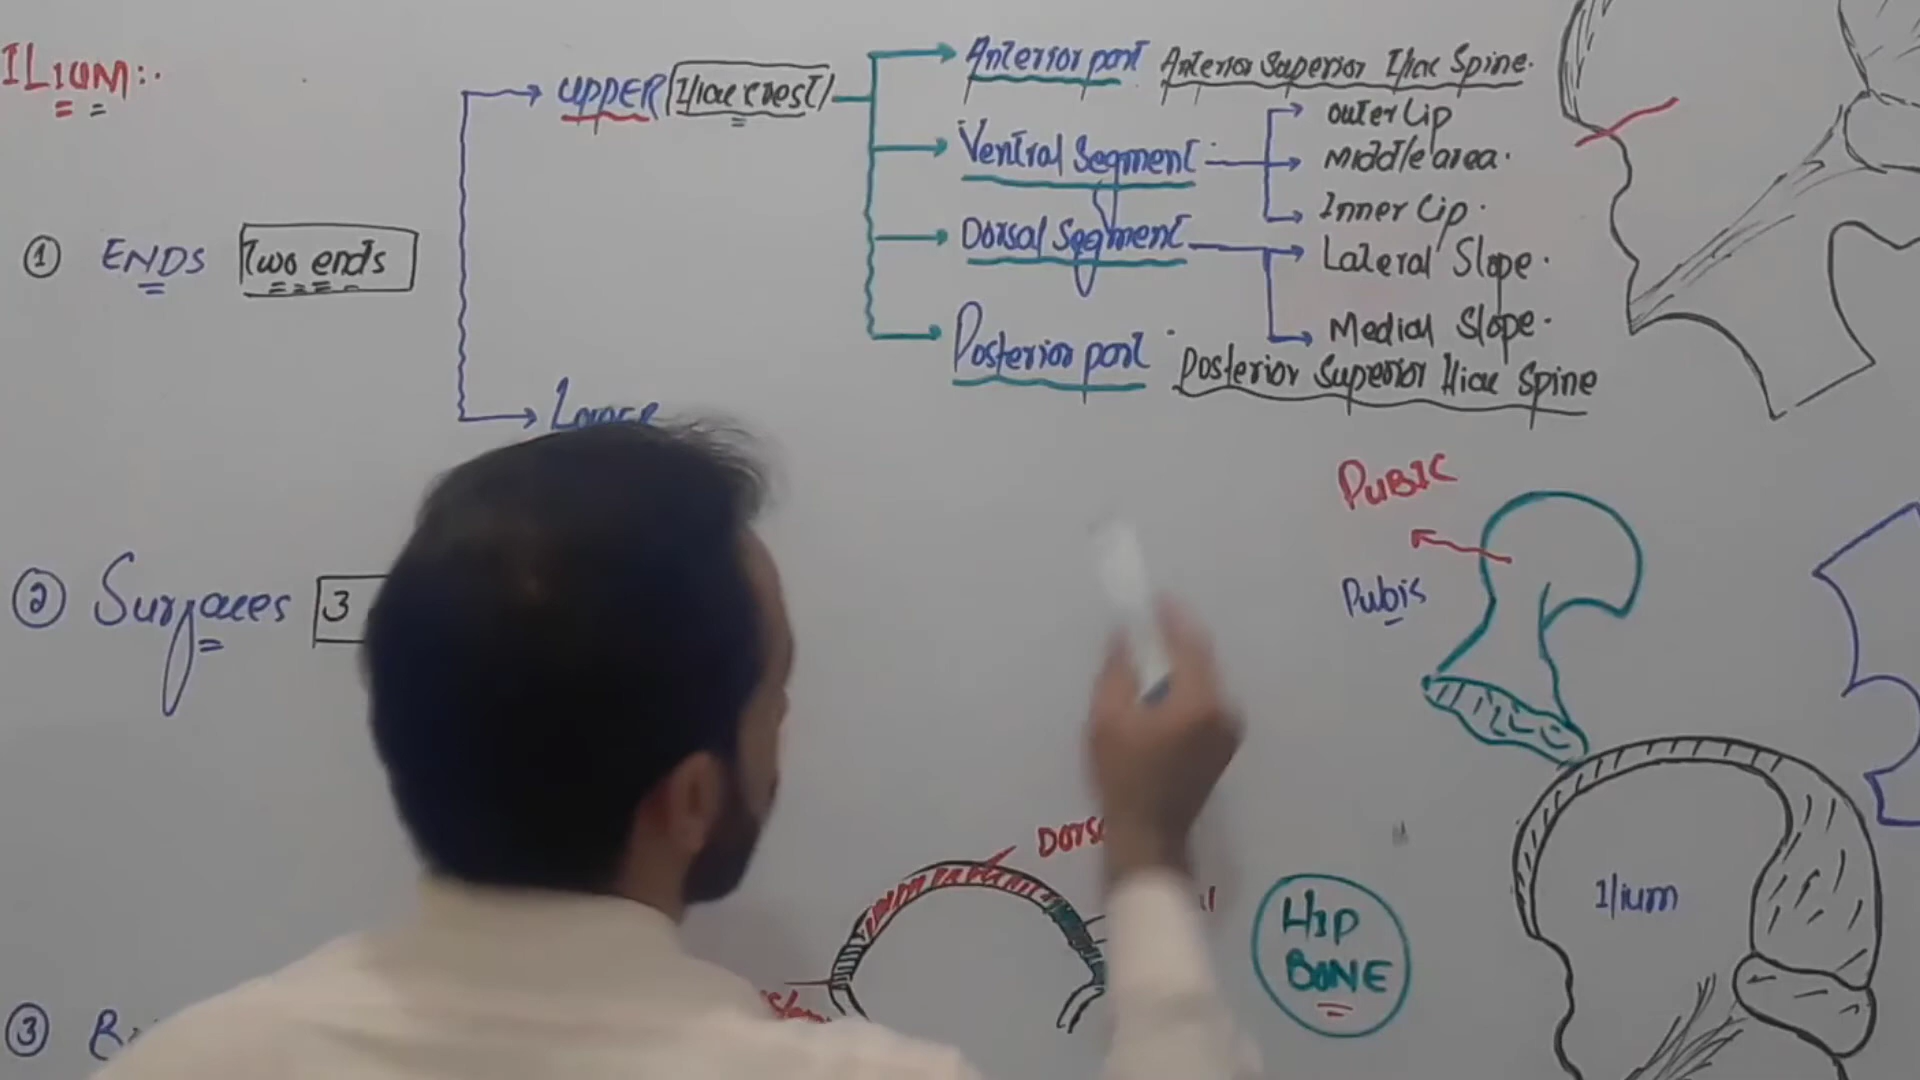 ILIUM:.
UPPER Iliac crest
Anterior part Anterior Superior Iliac Spine.
Ventral Segment
Outer Lip
Middle area.
Inner Lip.
Dorsal Segment
Lateral Slope.
Medial Slope.
Posterior part Posterior Superior Iliac Spine
① ENDS Two ends
Lower
PUBIC
Pubis
② Surfaces 3
Ilium
HIP
BONE
③